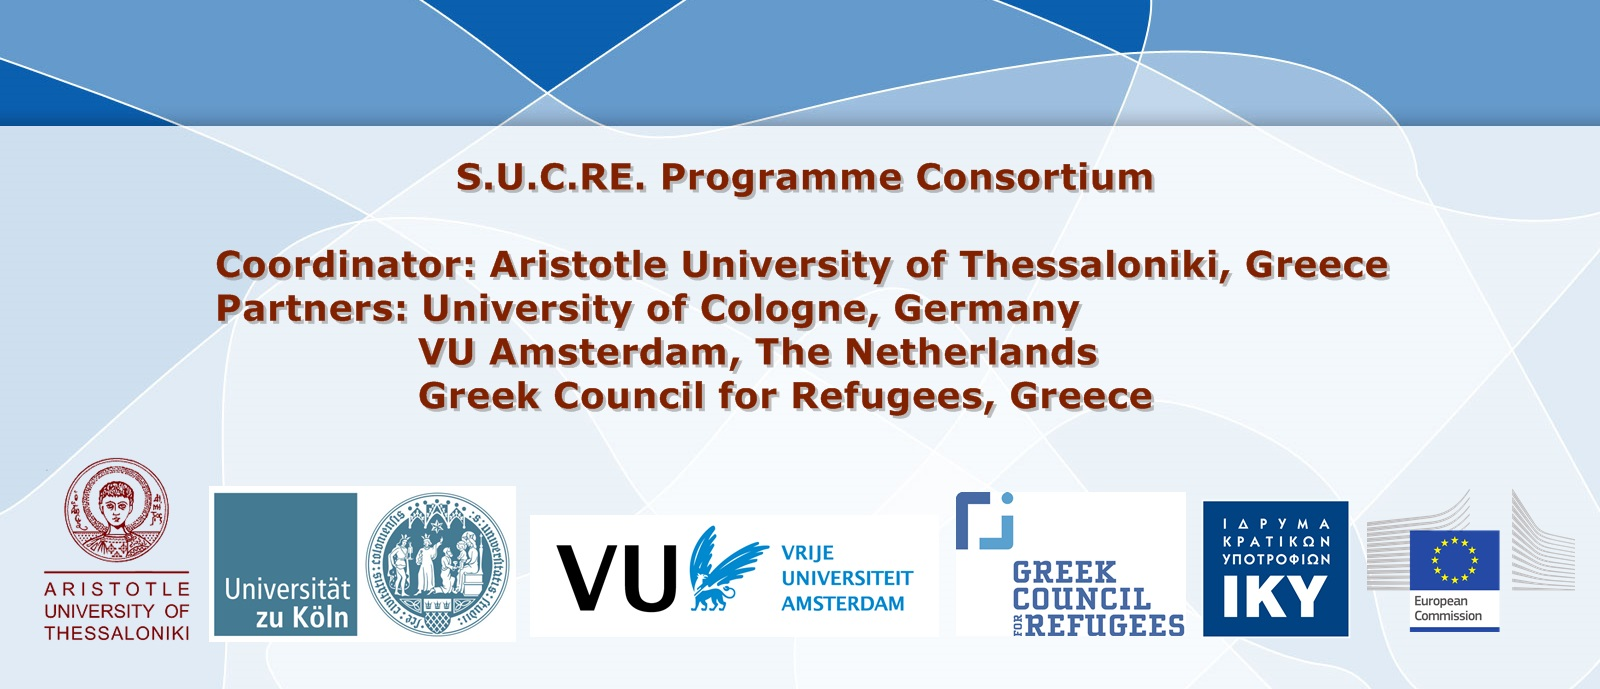 S.U.C.RE. Programme Consortium
Coordinator: Aristotle University of Thessaloniki, Greece
Partners: University of Cologne, Germany
VU Amsterdam, The Netherlands
Greek Council for Refugees, Greece
ARISTOTLE
UNIVERSITY OF
THESSALONIKI
Universität
zu Köln
VU
VRIJE
UNIVERSITEIT
AMSTERDAM
GREEK
COUNCIL
FOR REFUGEES
ΙΔΡΥΜΑ
ΚΡΑΤΙΚΩΝ
ΥΠΟΤΡΟΦΙΩΝ
IKY
European
Commission